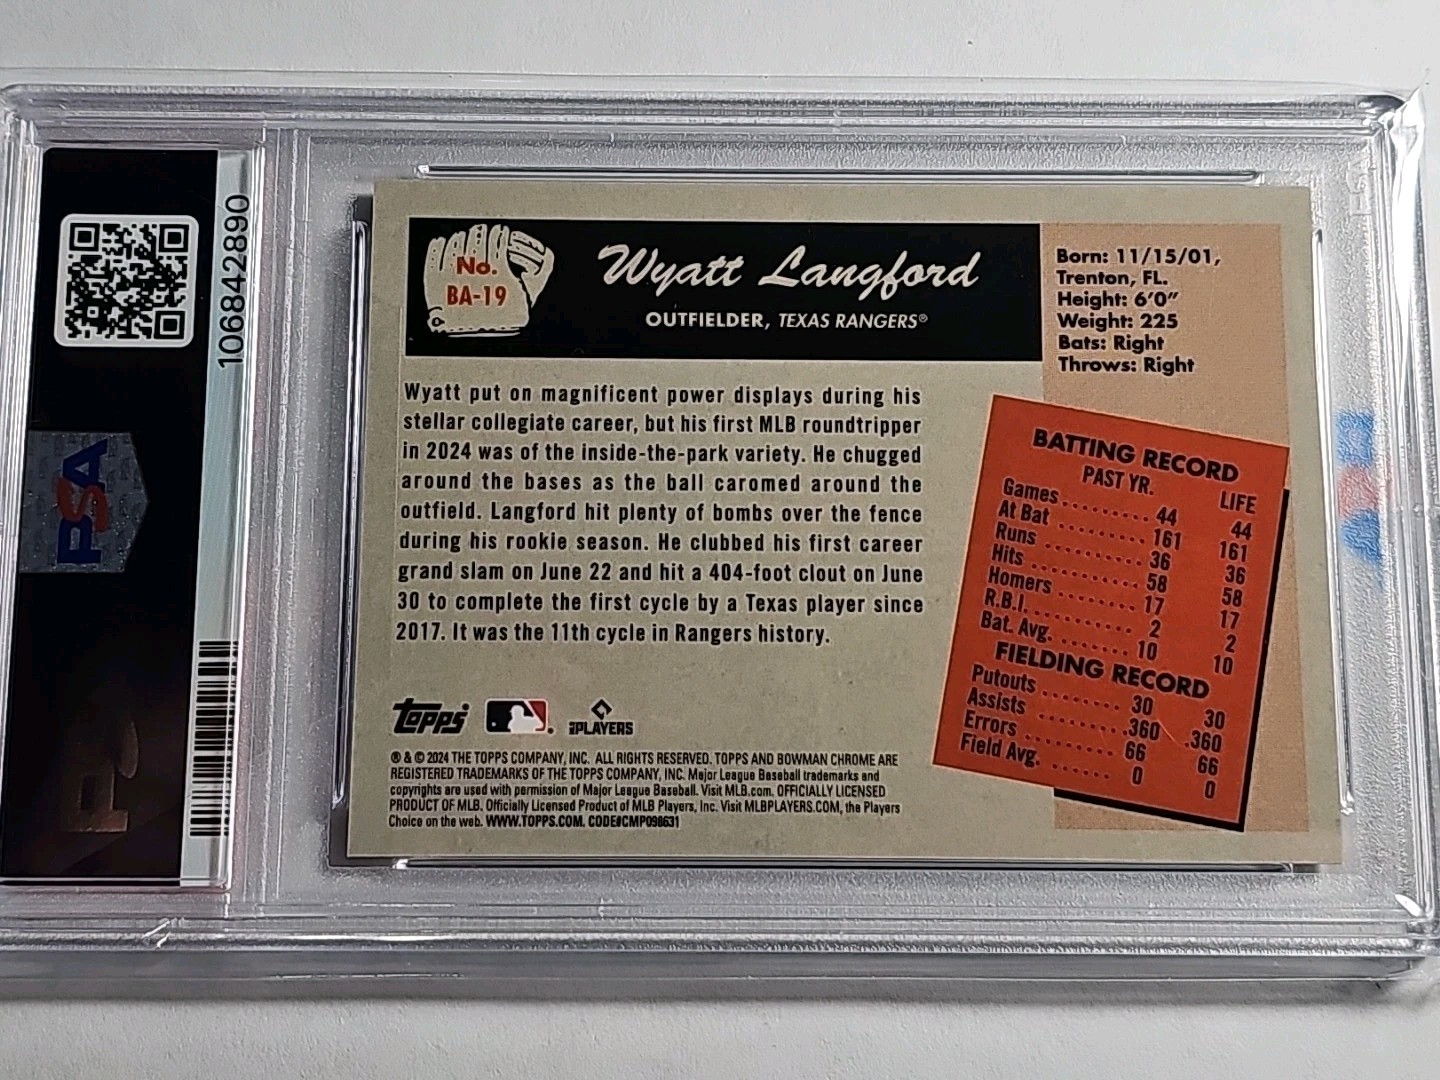 106842890
PSA
No.
BA-19
Wyatt Langford
OUTFIELDER, TEXAS RANGERS®
Born: 11/15/01,
Trenton, FL.
Height: 6'0"
Weight: 225
Bats: Right
Throws: Right
Wyatt put on magnificent power displays during his
stellar collegiate career, but his first MLB roundtripper
in 2024 was of the inside-the-park variety. He chugged
around the bases as the ball caromed around the
outfield. Langford hit plenty of bombs over the fence
during his rookie season. He clubbed his first career
grand slam on June 22 and hit a 404-foot clout on June
30 to complete the first cycle by a Texas player since
2017. It was the 11th cycle in Rangers history.
BATTING RECORD
PAST YR. LIFE
Games 44 44
At Bat 161 161
Runs 36 36
Hits 58 58
Homers 17 17
R.B.I. 2 2
Bat. Avg. 10 10
FIELDING RECORD
Putouts 30 30
Assists .360 .360
Errors 66 66
Field Avg. 0 0
topps MLB PLAYERS
® & © 2024 THE TOPPS COMPANY, INC. ALL RIGHTS RESERVED. TOPPS AND BOWMAN CHROME ARE
REGISTERED TRADEMARKS OF THE TOPPS COMPANY, INC. Major League Baseball trademarks and
copyrights are used with permission of Major League Baseball. Visit MLB.com. OFFICIALLY LICENSED
PRODUCT OF MLB. Officially Licensed Product of MLB Players, Inc. Visit MLBPLAYERS.COM, the Players
Choice on the web. WWW.TOPPS.COM. CODE#CMP098631